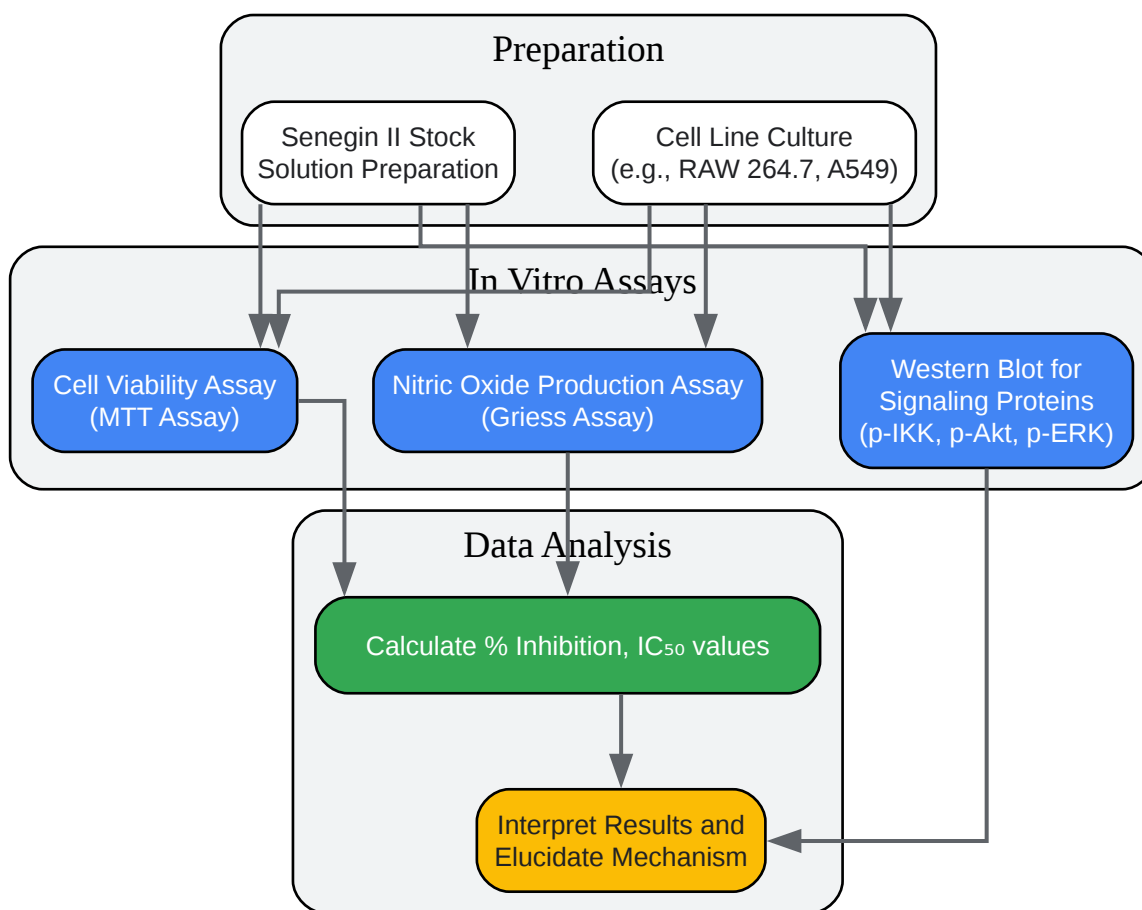 Preparation
Senegin II Stock
Solution Preparation
Cell Line Culture
(e.g., RAW 264.7, A549)
In Vitro Assays
Cell Viability Assay
(MTT Assay)
Nitric Oxide Production Assay
(Griess Assay)
Western Blot for
Signaling Proteins
(p-IKK, p-Akt, p-ERK)
Data Analysis
Calculate % Inhibition, IC₅₀ values
Interpret Results and
Elucidate Mechanism